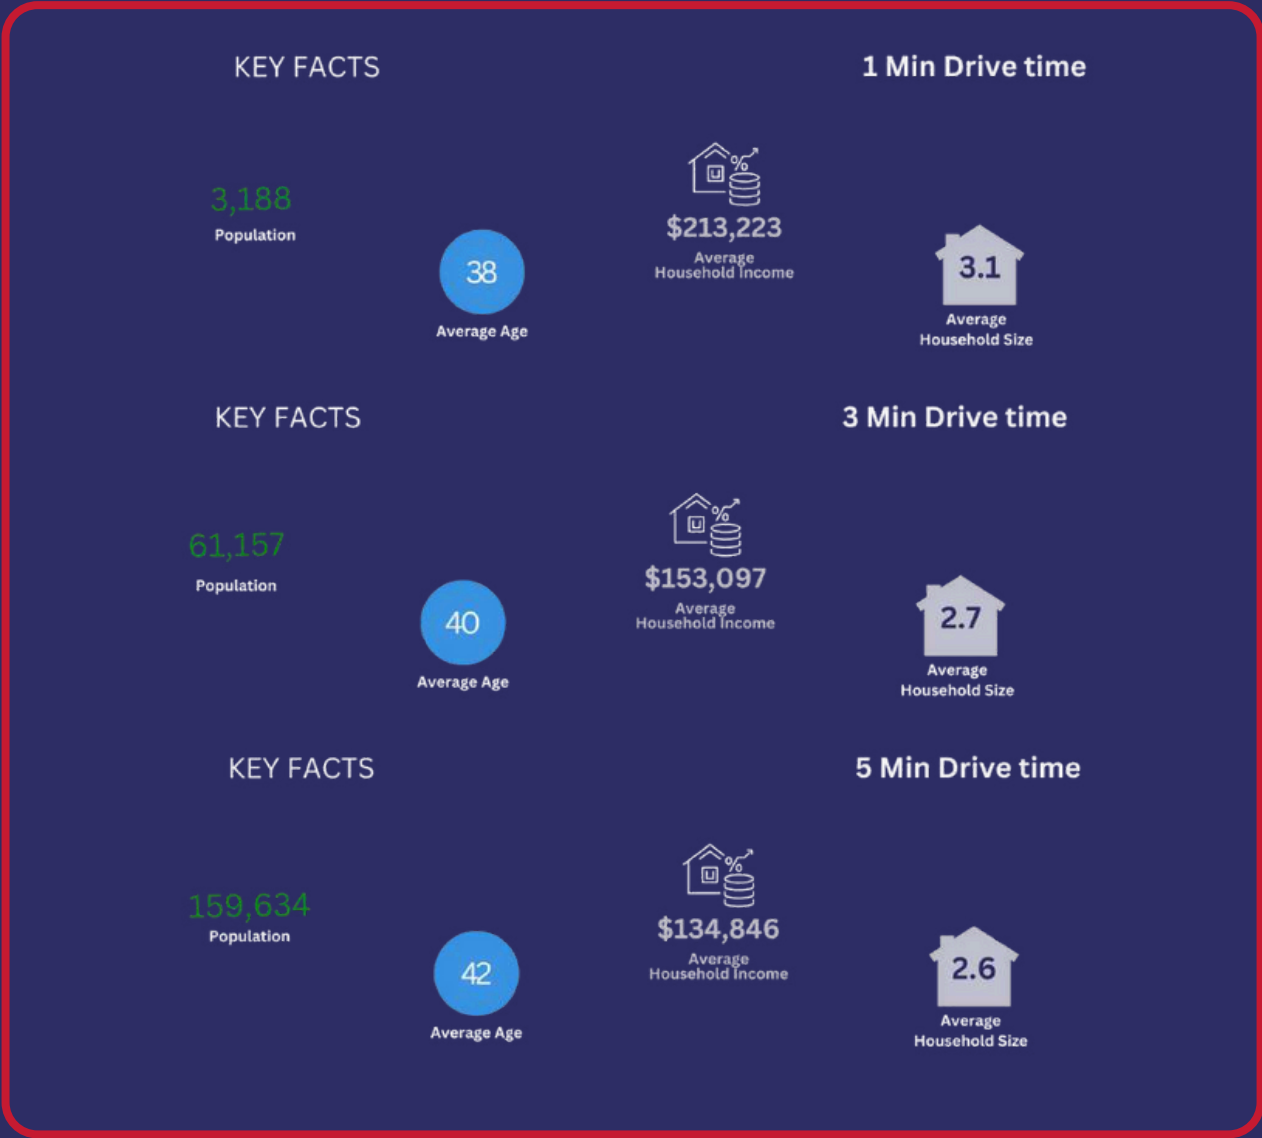 KEY FACTS
1 Min Drive time
3,188
Population
38
Average Age
$213,223
Average
Household Income
3.1
Average
Household Size
KEY FACTS
3 Min Drive time
61,157
Population
40
Average Age
$153,097
Average
Household Income
2.7
Average
Household Size
KEY FACTS
5 Min Drive time
159,634
Population
42
Average Age
$134,846
Average
Household Income
2.6
Average
Household Size